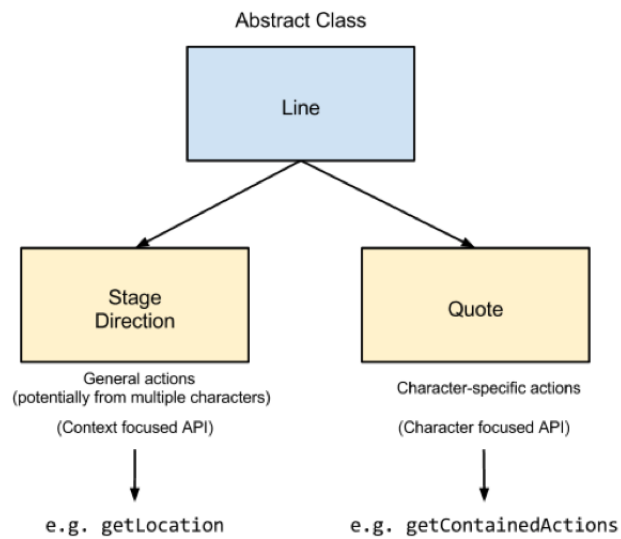 Abstract Class
Line
Stage
Direction
General actions
(potentially from multiple characters)
(Context focused API)
e.g. getLocation
Quote
Character-specific actions
(Character focused API)
e.g. getContainedActions